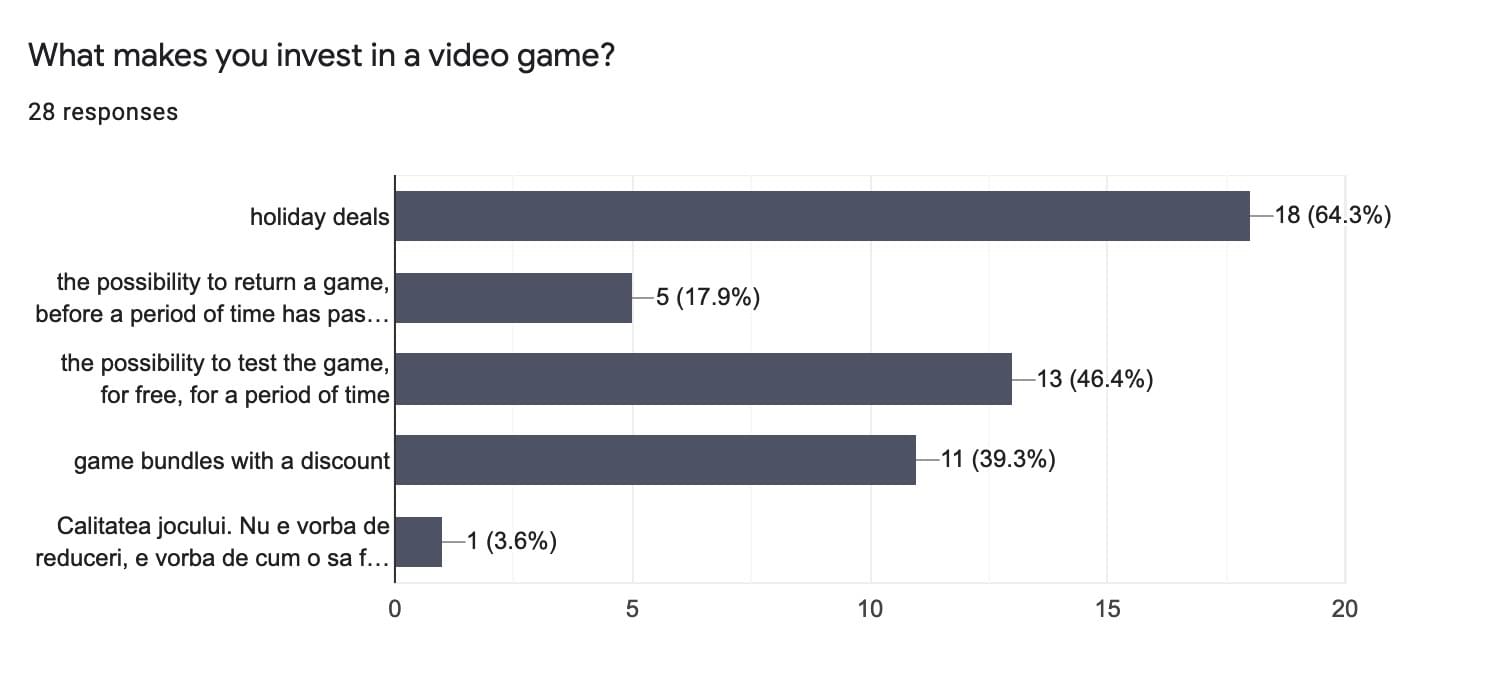 What makes you invest in a video game?
28 responses
holiday deals
18 (64.3%)
the possibility to return a game,
before a period of time has pas…
5 (17.9%)
the possibility to test the game,
for free, for a period of time
13 (46.4%)
game bundles with a discount
11 (39.3%)
Calitatea jocului. Nu e vorba de
reduceri, e vorba de cum o sa f…
1 (3.6%)
0 5 10 15 20